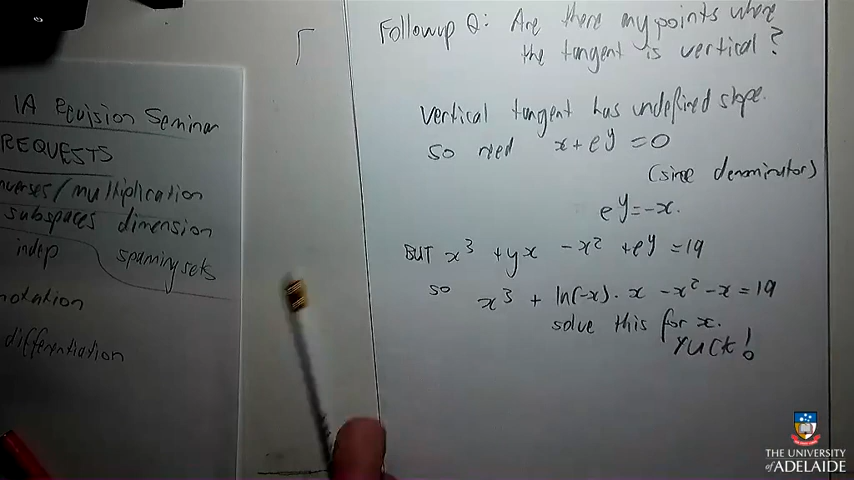 1A Revision Seminar
REQUESTS
nverses/multiplication
subspaces dimension
indep spanning sets
notation
differentiation
Followup Q: Are there any points where
the tangent is vertical?
vertical tangent has undefined slope.
so need x + e^y = 0
(since denominator)
e^y = -x.
BUT x^3 + yx - x^2 + e^y = 19
so x^3 + ln(-x). x - x^2 - x = 19
solve this for x.
YUCK!
THE UNIVERSITY
of ADELAIDE